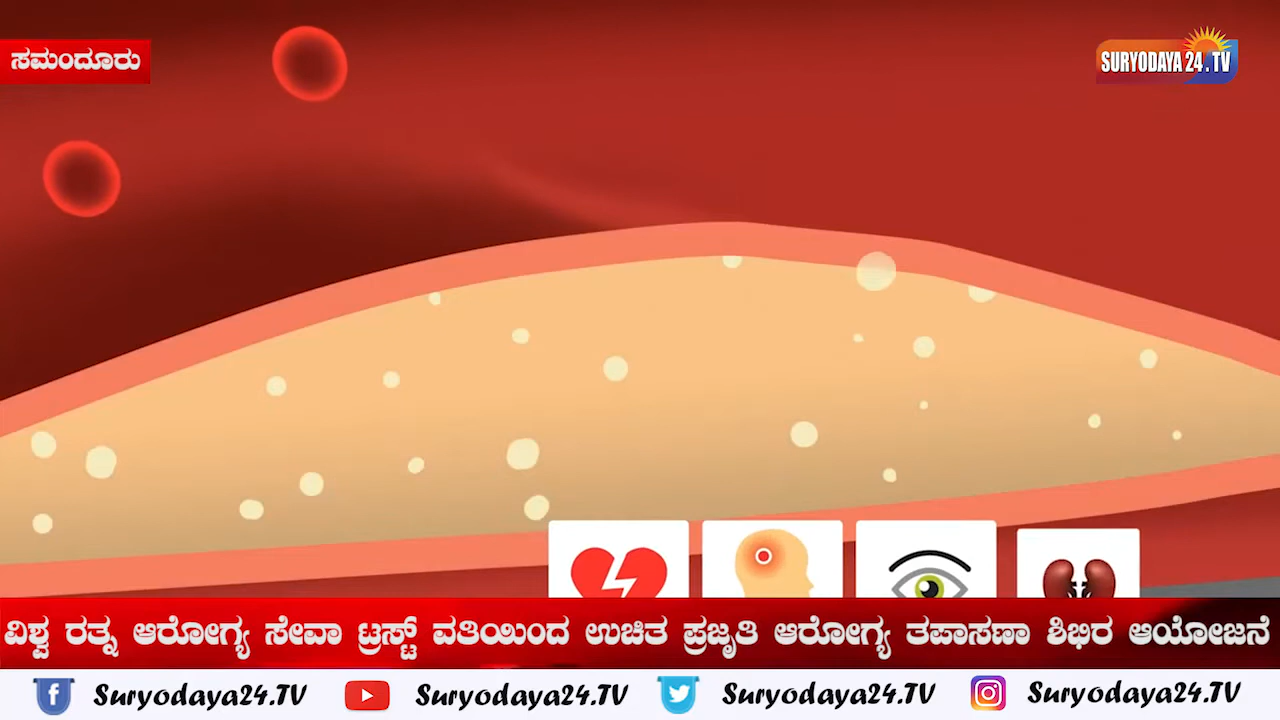 ಸಮಂದೂರು
SURYODAYA 24.TV
ವಿಶ್ವ ರತ್ನ ಆರೋಗ್ಯ ಸೇವಾ ಟ್ರಸ್ಟ್ ವತಿಯಿಂದ ಉಚಿತ ಪ್ರಜೃತಿ ಆರೋಗ್ಯ ತಪಾಸಣಾ ಶಿಭಿರ ಆಯೋಜನೆ
Suryodaya24.TV Suryodaya24.TV Suryodaya24.TV Suryodaya24.TV